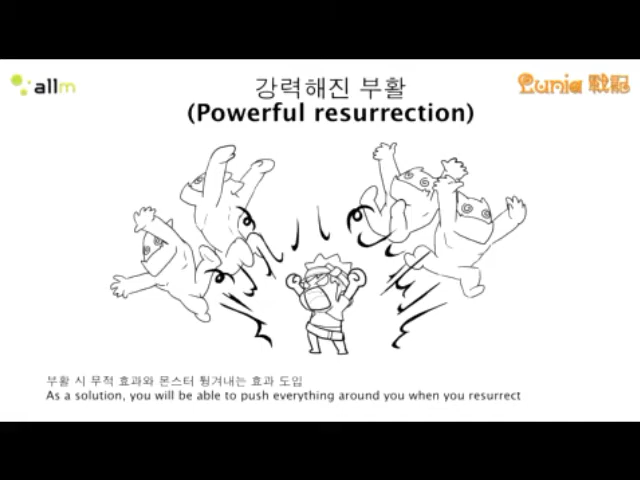 allm
강력해진 부활
Lunia 戰記
(Powerful resurrection)
부활 시 무적 효과와 몬스터 튕겨내는 효과 도입
As a solution, you will be able to push everything around you when you resurrect